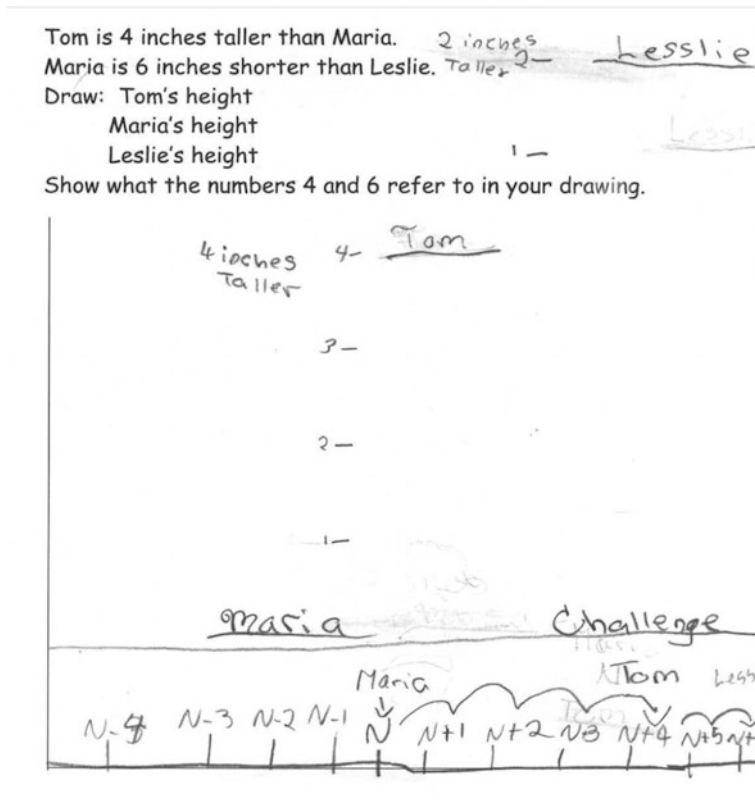 Tom is 4 inches taller than Maria.
2 inches
Taller
2-
Lesslie
Maria is 6 inches shorter than Leslie.
Draw: Tom's height
Maria's height
Leslie's height
1-
Show what the numbers 4 and 6 refer to in your drawing.
4 inches
Taller
4-
Tom
3-
2-
1-
Maria
Challenge
Maria
Tom
N-4 N-3 N-2 N-1 N N+1 N+2 N3 N+4 N+5